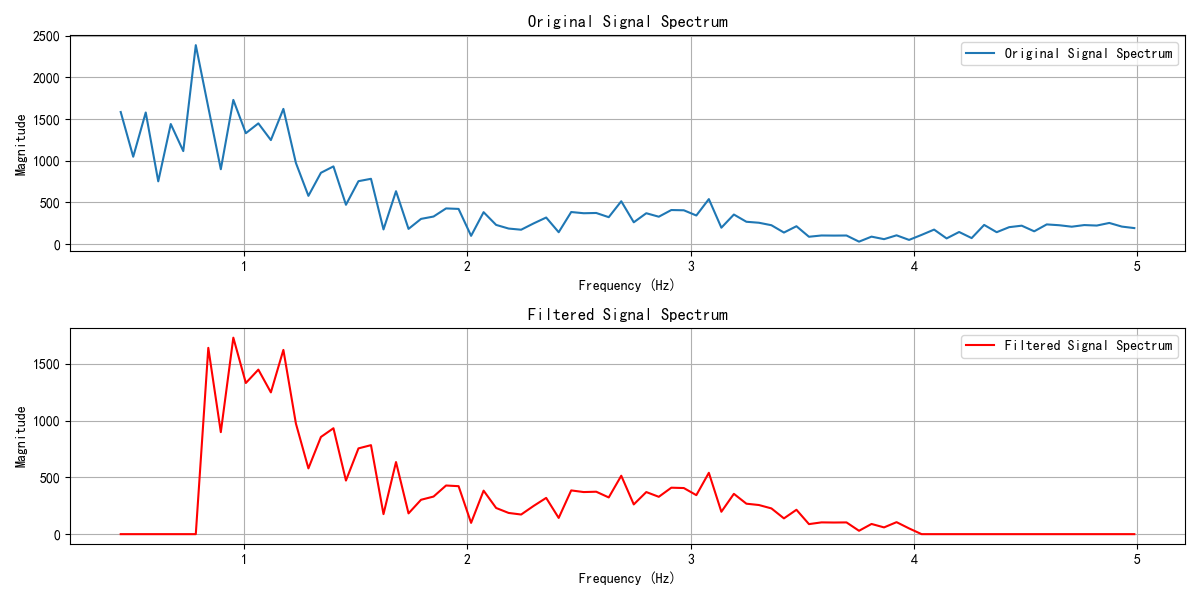 Original Signal Spectrum
2500
2000
1500
1000
500
0
Magnitude
Original Signal Spectrum
1 2 3 4 5
Frequency (Hz)
Filtered Signal Spectrum
1500
1000
500
0
Magnitude
Filtered Signal Spectrum
1 2 3 4 5
Frequency (Hz)